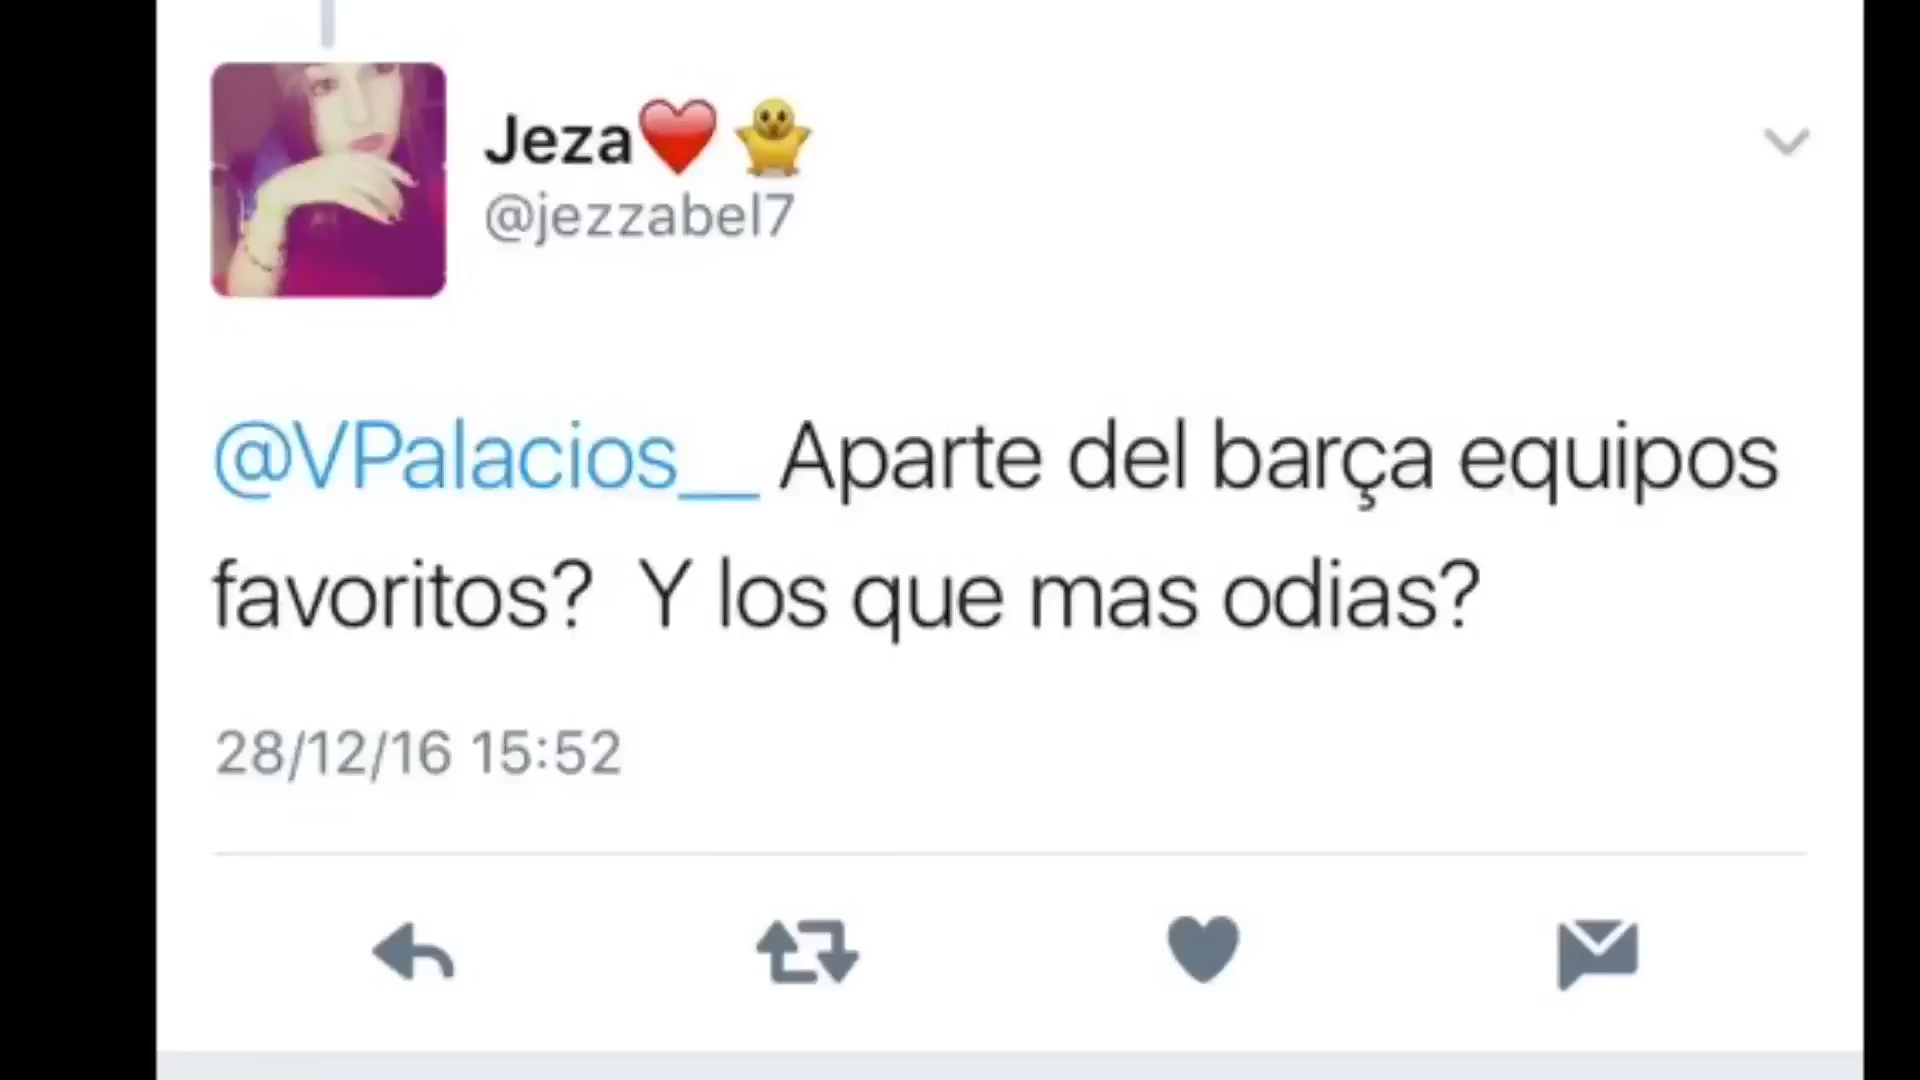 Jeza❤️🐥
@jezzabel7
@VPalacios__ Aparte del barça equipos
favoritos? Y los que mas odias?
28/12/16 15:52